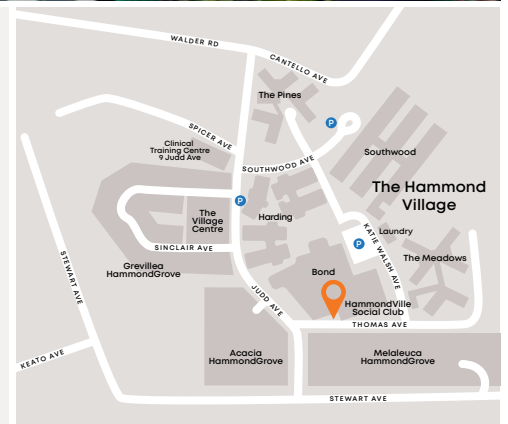 WALDER RD
CANTELLO AVE
The Pines
P
SPICER AVE
Clinical
Training Centre
9 Judd Ave
SOUTHWOOD AVE
Southwood
The Hammond
Village
P
The
Village
Centre
Harding
Laundry
P
KATIE WALSH AVE
SINCLAIR AVE
The Meadows
Grevillea
HammondGrove
STEWART AVE
Bond
JUDD AVE
HammondVille
Social Club
THOMAS AVE
KEATO AVE
Acacia
HammondGrove
Melaleuca
HammondGrove
STEWART AVE